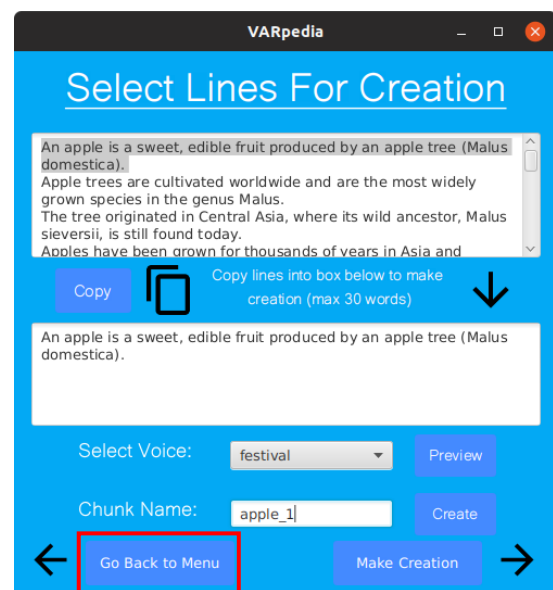 VARpedia
Select Lines For Creation
An apple is a sweet, edible fruit produced by an apple tree (Malus
domestica).
Apple trees are cultivated worldwide and are the most widely
grown species in the genus Malus.
The tree originated in Central Asia, where its wild ancestor, Malus
sieversii, is still found today.
Apples have been grown for thousands of years in Asia and
Copy
Copy lines into box below to make
creation (max 30 words)
An apple is a sweet, edible fruit produced by an apple tree (Malus
domestica).
Select Voice:
festival
Preview
Chunk Name:
apple_1
Create
Go Back to Menu
Make Creation